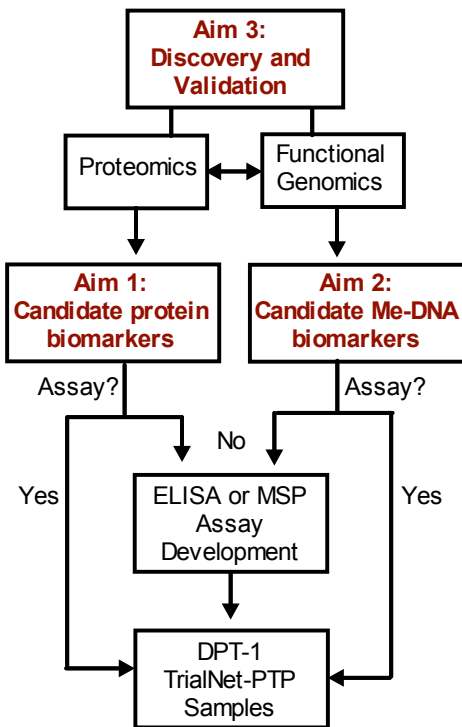 Aim 3:
Discovery and
Validation
Proteomics
Functional
Genomics
Aim 1:
Candidate protein
biomarkers
Aim 2:
Candidate Me-DNA
biomarkers
Assay?
Assay?
No
Yes
Yes
ELISA or MSP
Assay
Development
DPT-1
TrialNet-PTP
Samples